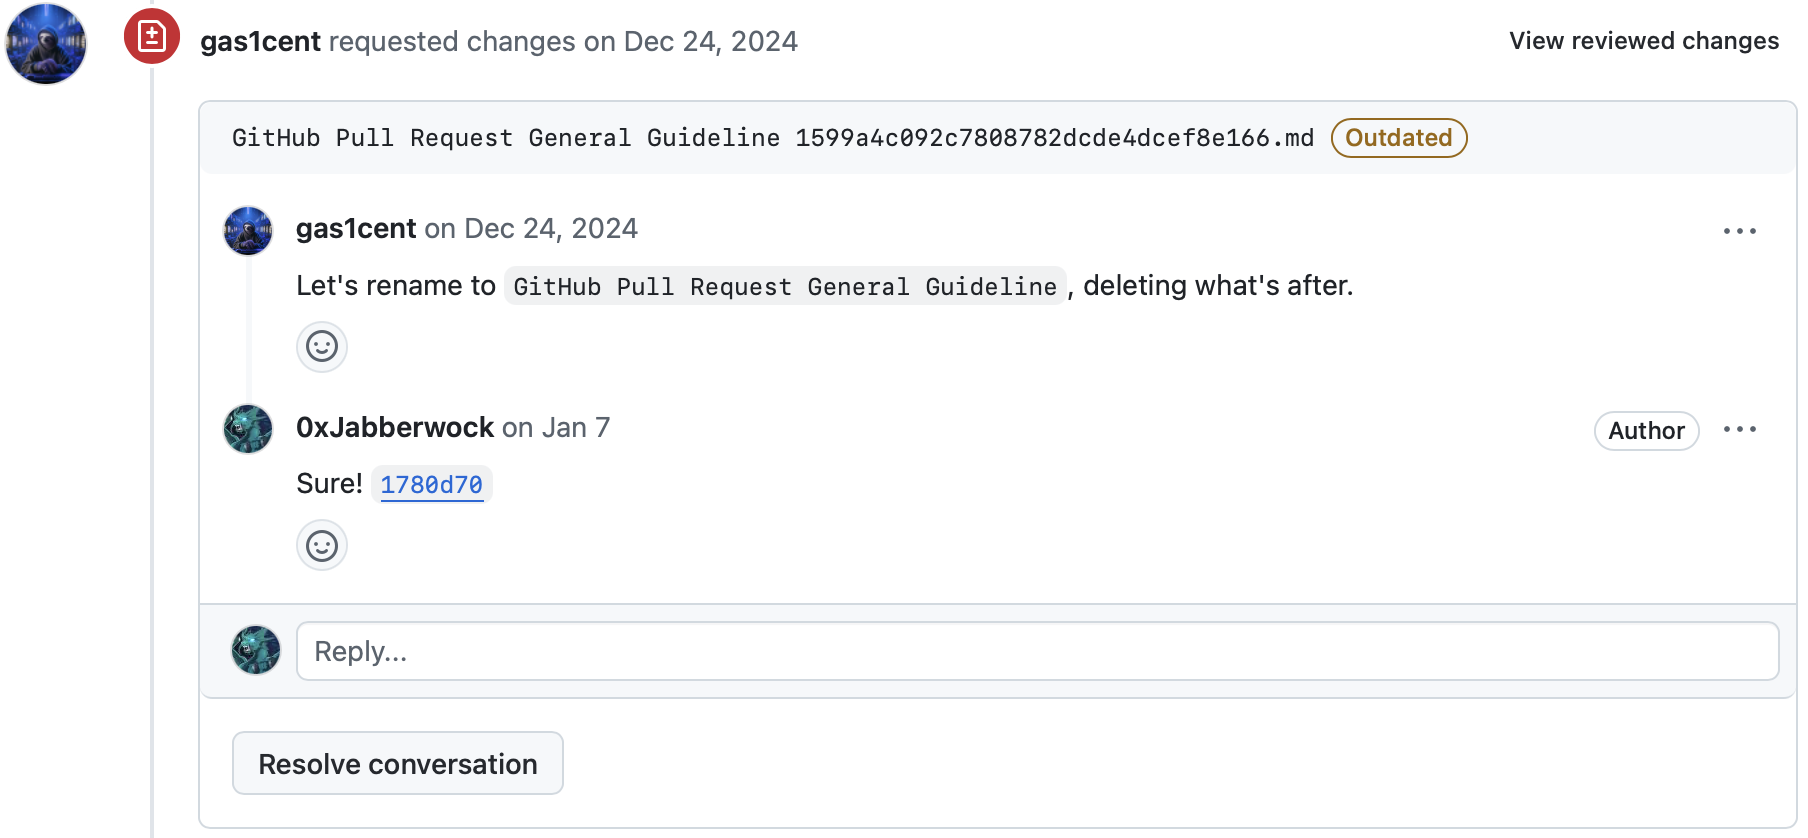 gas1cent requested changes on Dec 24, 2024
View reviewed changes
GitHub Pull Request General Guideline 1599a4c092c7808782dcde4dcef8e166.md Outdated
gas1cent on Dec 24, 2024
Let's rename to GitHub Pull Request General Guideline, deleting what's after.
0xJabberwock on Jan 7
Author
Sure! 1780d70
Reply...
Resolve conversation